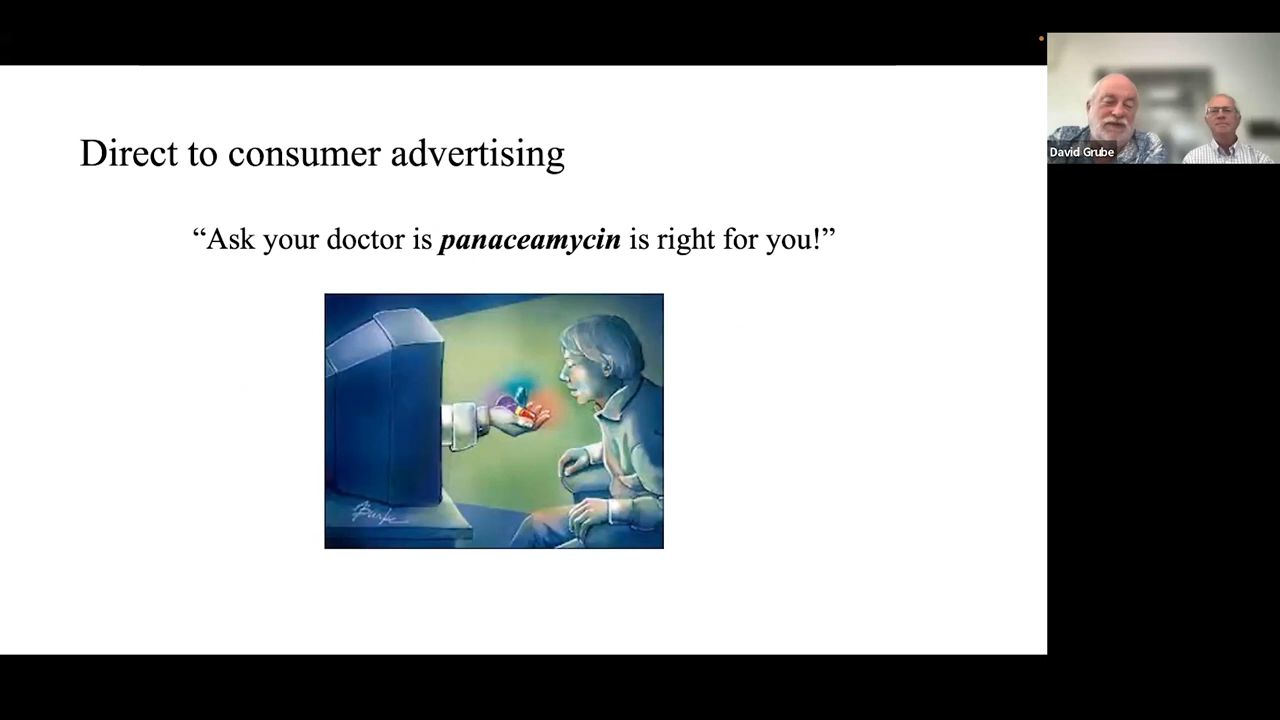 Direct to consumer advertising
“Ask your doctor is panaceamycin is right for you!”
David Grube